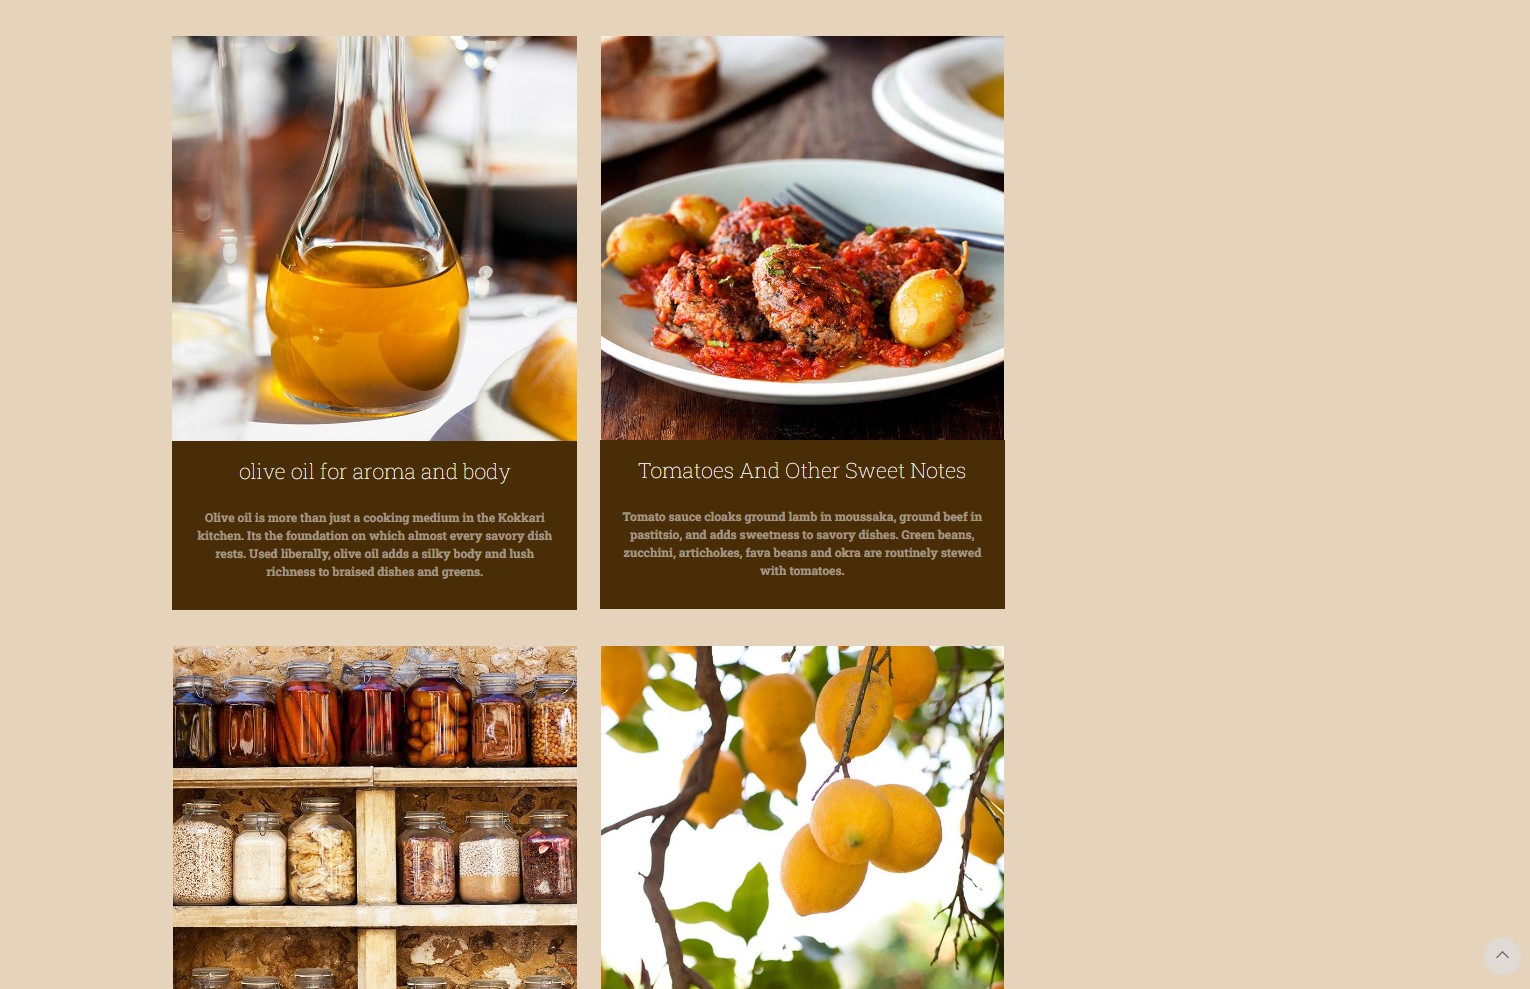 olive oil for aroma and body
Olive oil is more than just a cooking medium in the Kokkari
kitchen. Its the foundation on which almost every savory dish
rests. Used liberally, olive oil adds a silky body and lush
richness to braised dishes and greens.
Tomatoes And Other Sweet Notes
Tomato sauce cloaks ground lamb in moussaka, ground beef in
pastitsio, and adds sweetness to savory dishes. Green beans,
zucchini, artichokes, fava beans and okra are routinely stewed
with tomatoes.